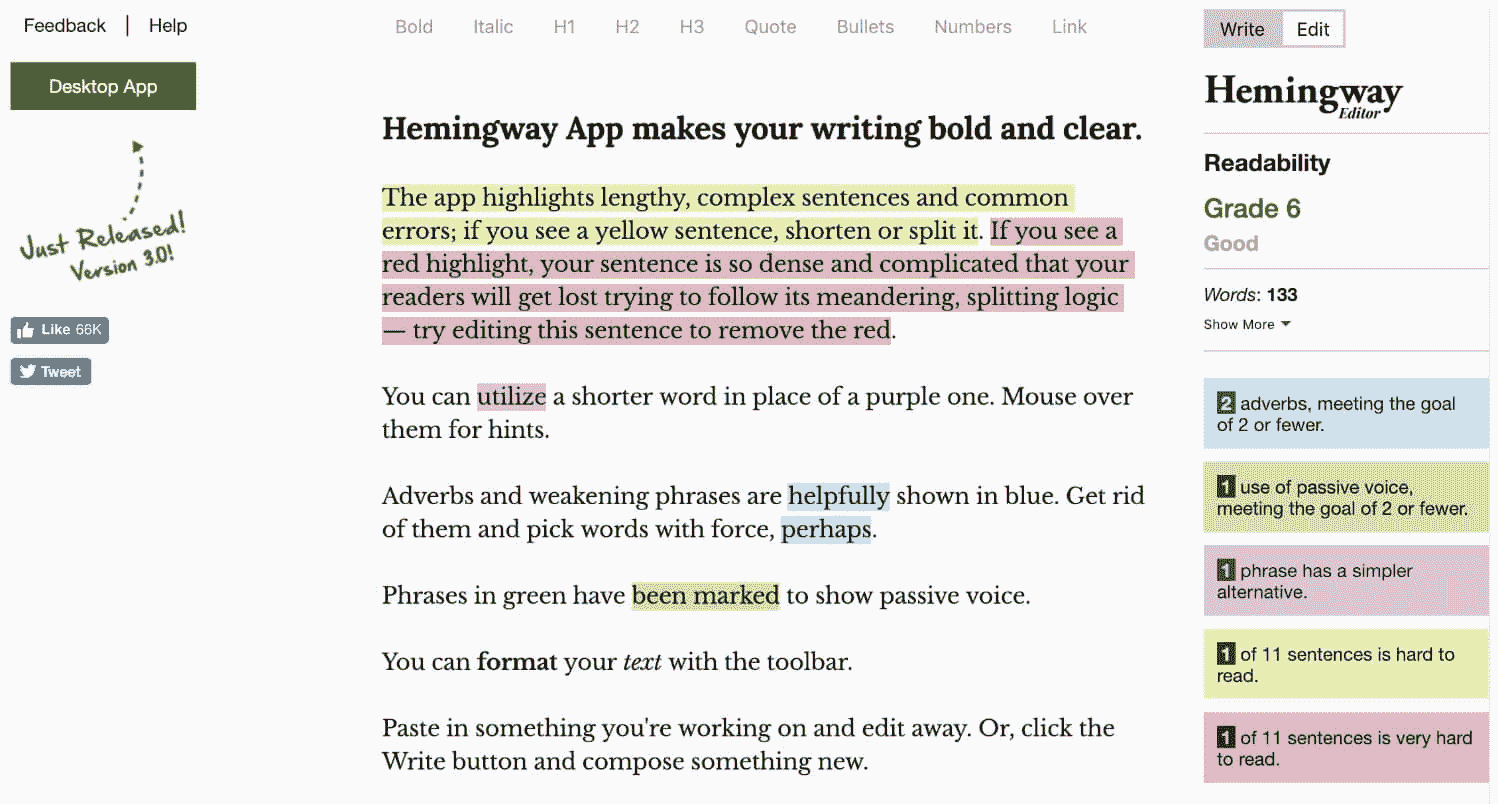 Feedback | Help
Bold Italic H1 H2 H3 Quote Bullets Numbers Link
Write Edit
Desktop App
Just Released!
Version 3.0!
Like 66K
Tweet
Hemingway App makes your writing bold and clear.
The app highlights lengthy, complex sentences and common
errors; if you see a yellow sentence, shorten or split it. If you see a
red highlight, your sentence is so dense and complicated that your
readers will get lost trying to follow its meandering, splitting logic
— try editing this sentence to remove the red.
You can utilize a shorter word in place of a purple one. Mouse over
them for hints.
Adverbs and weakening phrases are helpfully shown in blue. Get rid
of them and pick words with force, perhaps.
Phrases in green have been marked to show passive voice.
You can format your text with the toolbar.
Paste in something you're working on and edit away. Or, click the
Write button and compose something new.
Hemingway
Editor
Readability
Grade 6
Good
Words: 133
Show More
2 adverbs, meeting the goal
of 2 or fewer.
1 use of passive voice,
meeting the goal of 2 or fewer.
1 phrase has a simpler
alternative.
1 of 11 sentences is hard to
read.
1 of 11 sentences is very hard
to read.